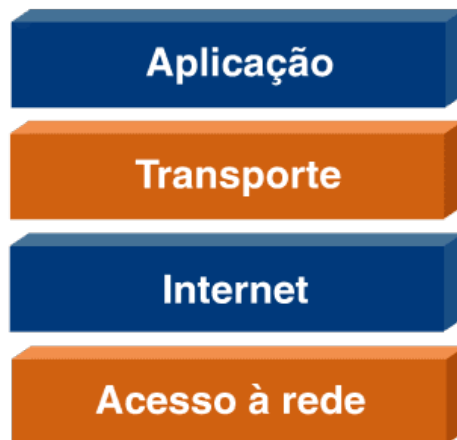 Aplicação
Transporte
Internet
Acesso à rede